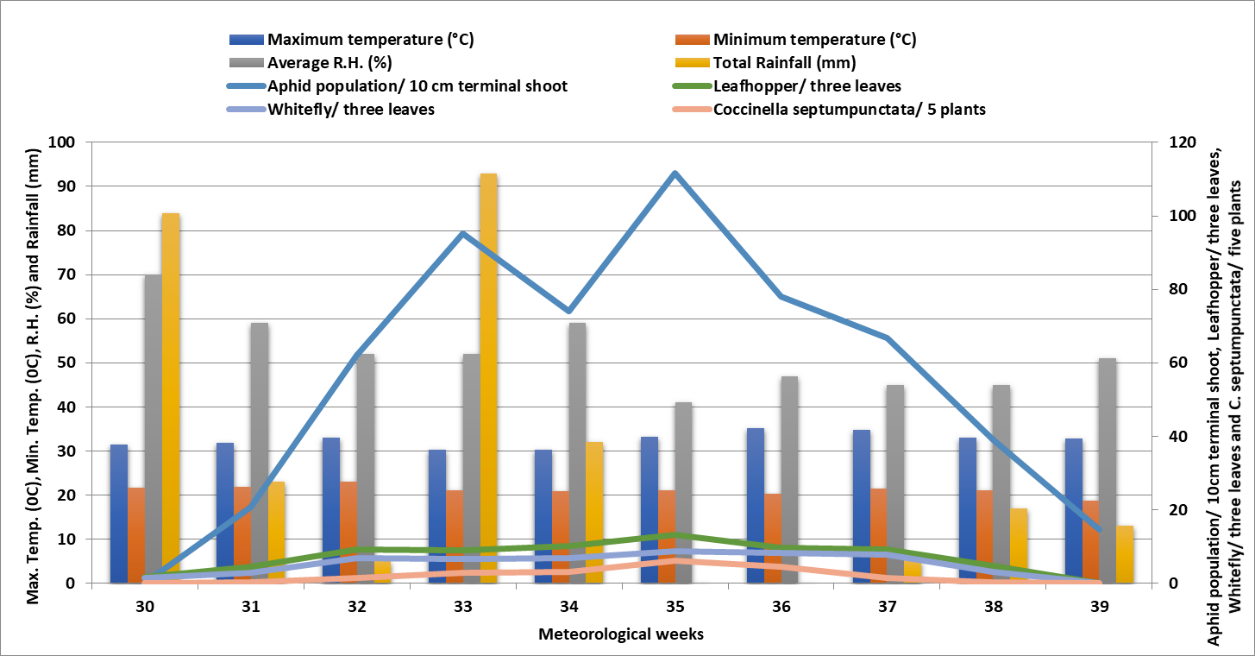 Maximum temperature (°C)
Minimum temperature (°C)
Average R.H. (%)
Total Rainfall (mm)
Aphid population/ 10 cm terminal shoot
Leafhopper/ three leaves
Whitefly/ three leaves
Coccinella septumpunctata/ 5 plants
Max. Temp. (0C), Min. Temp. (0C), R.H. (%) and Rainfall (mm)
100
90
80
70
60
50
40
30
20
10
0
120
100
80
60
40
20
0
Aphid population/ 10cm terminal shoot, Leafhopper/ three leaves,
Whitefly/ three leaves and C. septumpunctata/ five plants
30 31 32 33 34 35 36 37 38 39
Meteorological weeks